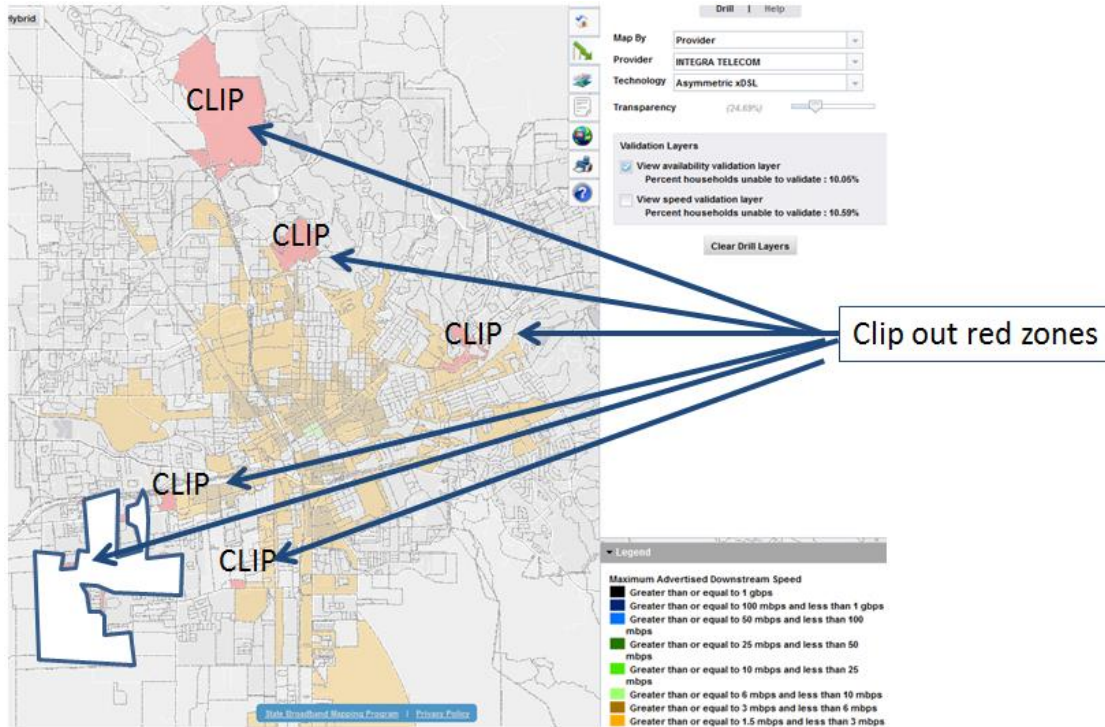 Hybrid
Drill | Help
Map By Provider
Provider INTEGRA TELECOM
Technology Asymmetric xDSL
Transparency (24.69%)
Validation Layers
View availability validation layer
Percent households unable to validate : 10.05%
View speed validation layer
Percent households unable to validate : 10.59%
Clear Drill Layers
CLIP
CLIP
CLIP
Clip out red zones
CLIP
CLIP
Legend
Maximum Advertised Downstream Speed
Greater than or equal to 1 gbps
Greater than or equal to 100 mbps and less than 1 gbps
Greater than or equal to 50 mbps and less than 100
mbps
Greater than or equal to 25 mbps and less than 50
mbps
Greater than or equal to 10 mbps and less than 25
mbps
Greater than or equal to 6 mbps and less than 10 mbps
Greater than or equal to 3 mbps and less than 6 mbps
Greater than or equal to 1.5 mbps and less than 3 mbps
State Broadband Mapping Program | Privacy Policy